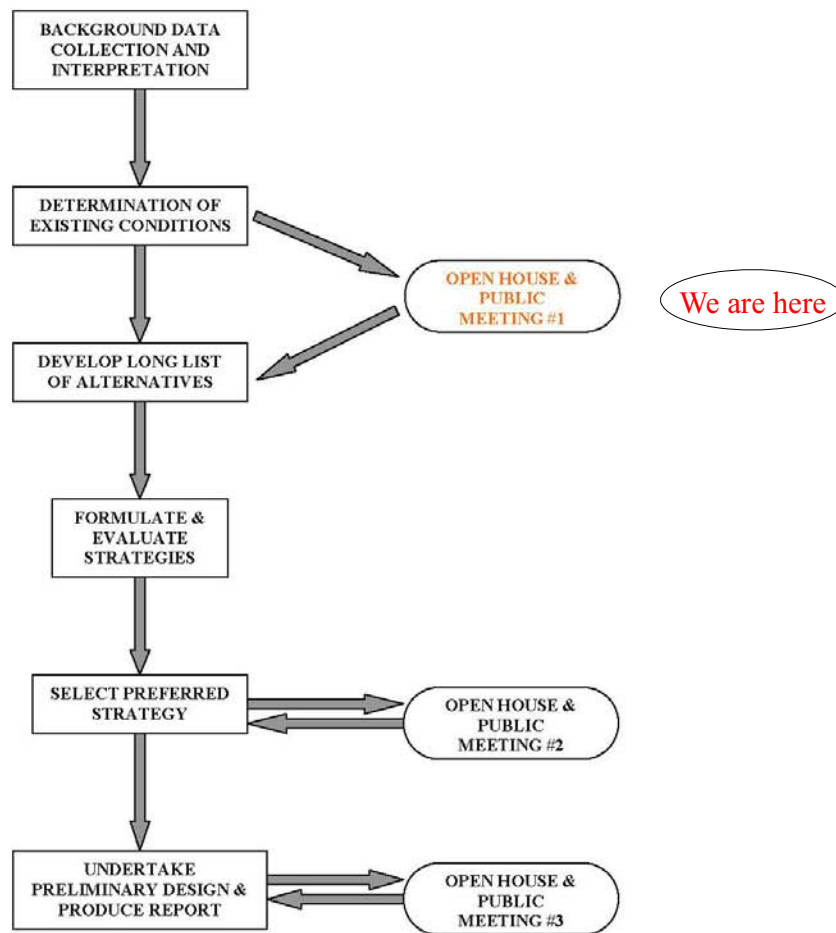 BACKGROUND DATA
COLLECTION AND
INTERPRETATION
DETERMINATION OF
EXISTING CONDITIONS
OPEN HOUSE &
PUBLIC
MEETING #1
We are here
DEVELOP LONG LIST
OF ALTERNATIVES
FORMULATE &
EVALUATE
STRATEGIES
SELECT PREFERRED
STRATEGY
OPEN HOUSE &
PUBLIC
MEETING #2
UNDERTAKE
PRELIMINARY DESIGN &
PRODUCE REPORT
OPEN HOUSE &
PUBLIC
MEETING #3